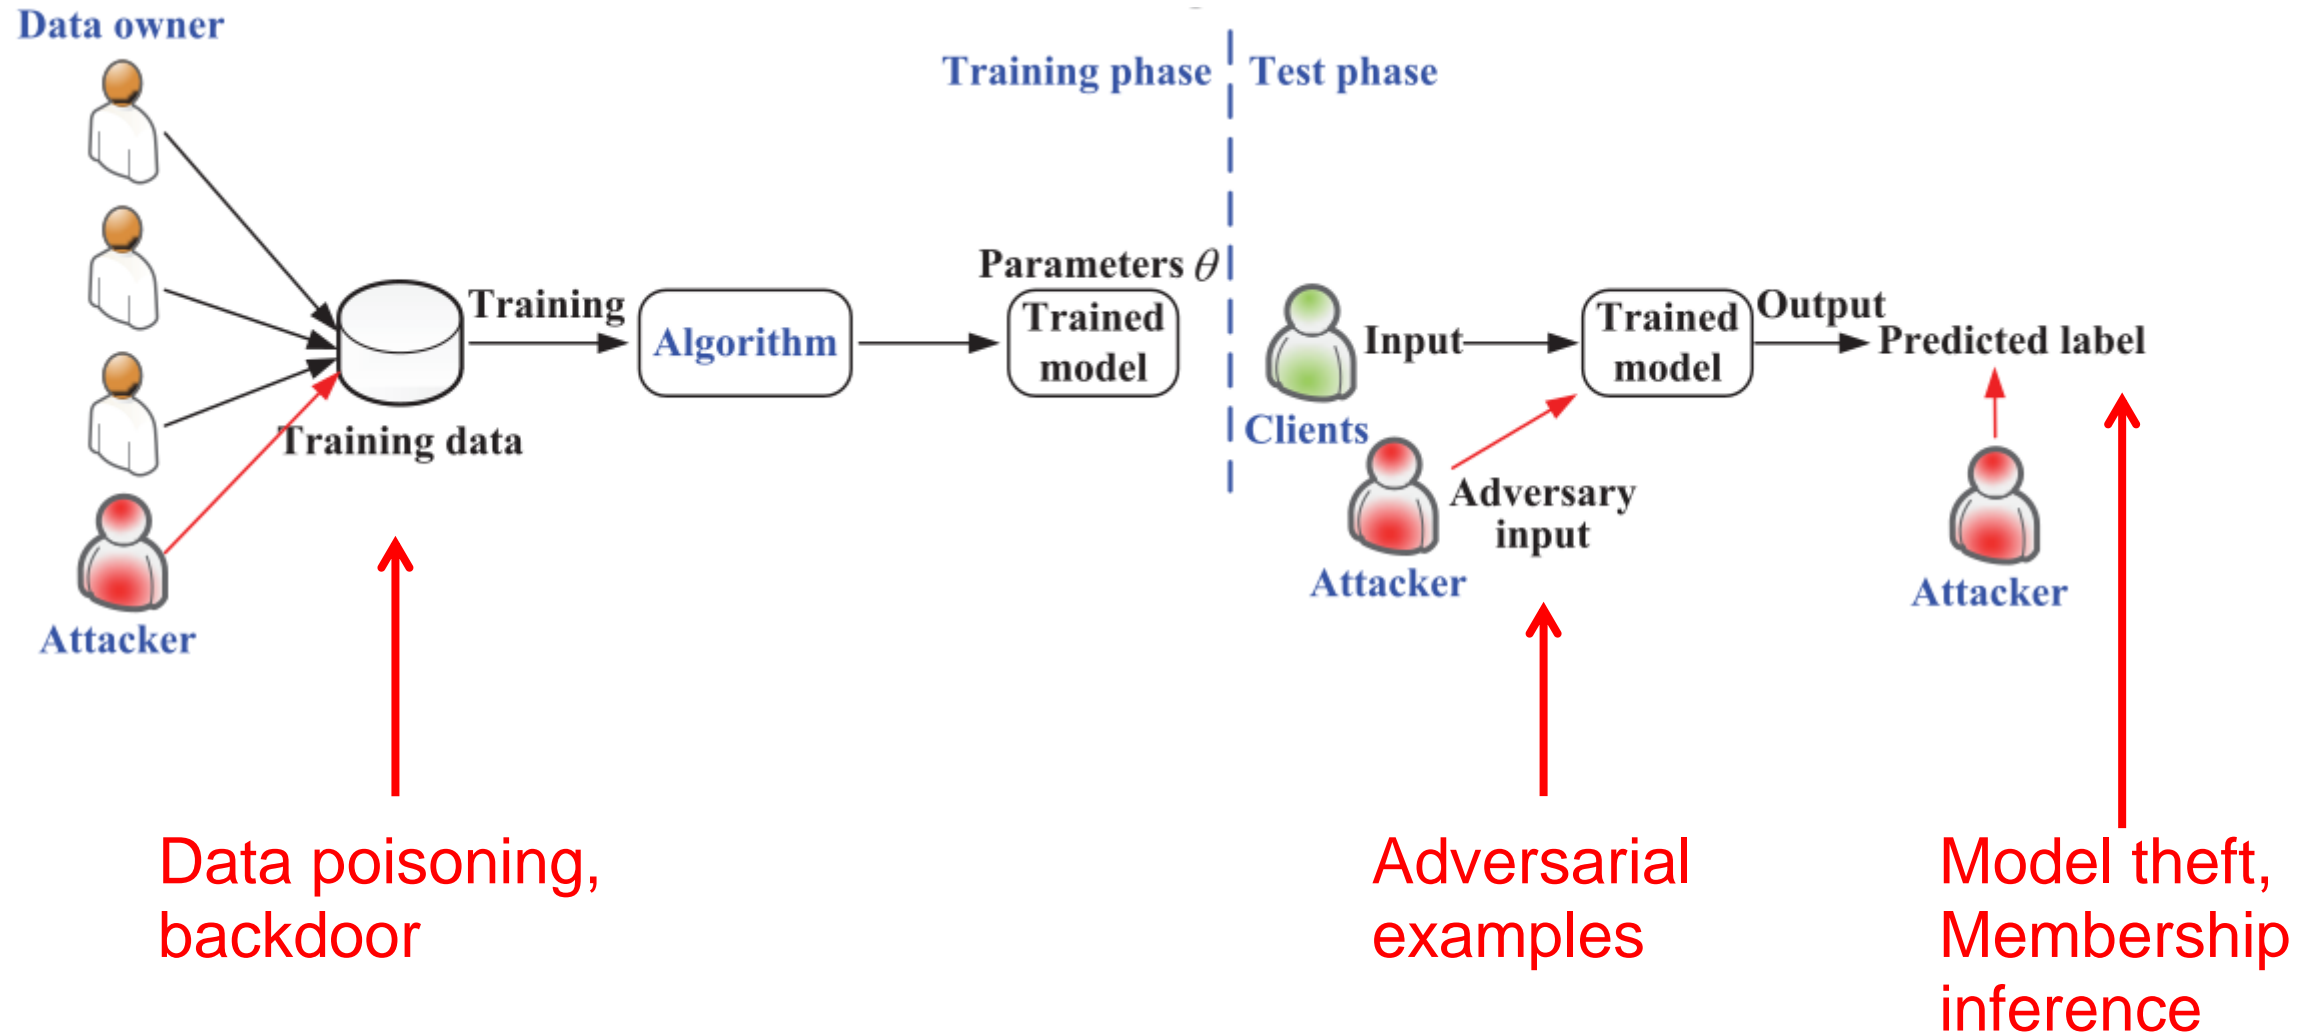 Data owner
Training phase
Test phase
Parameters θ
Training
Algorithm
Trained
model
Training data
Attacker
Input
Clients
Trained
model
Output
Predicted label
Adversary
input
Attacker
Attacker
Data poisoning,
backdoor
Adversarial
examples
Model theft,
Membership
inference